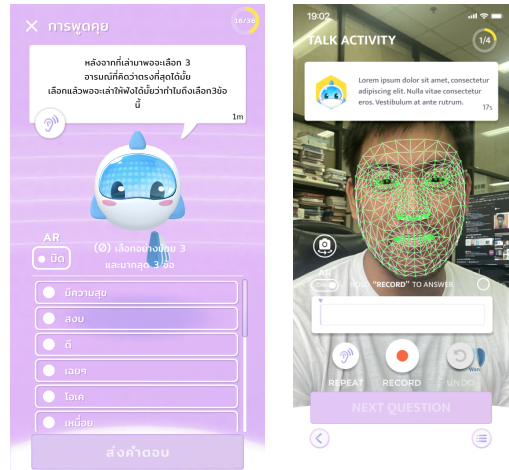 การพูดคุย
16/36
หลังจากที่เล่ามาพอจะเลือก 3
อารมณ์ที่คิดว่าตรงที่สุดได้มั้ย
เลือกแล้วพอจะเล่าให้ฟังได้มั้ยว่าทำไมถึงเลือก3ข้อ
นี้
1m
AR
ปิด
(0) เลือกอย่างน้อย 3
และมากสุด 3 ข้อ
มีความสุข
สงบ
ดี
เฉยๆ
โอเค
เหนื่อย
ส่งคำตอบ
19:02
TALK ACTIVITY
1/4
Lorem ipsum dolor sit amet, consectetur
adipiscing elit. Nulla vitae consectetur
eros. Vestibulum at ante rutrum.
17s
AR
HOLD "RECORD" TO ANSWER
REPEAT
RECORD
UNDO
NEXT QUESTION